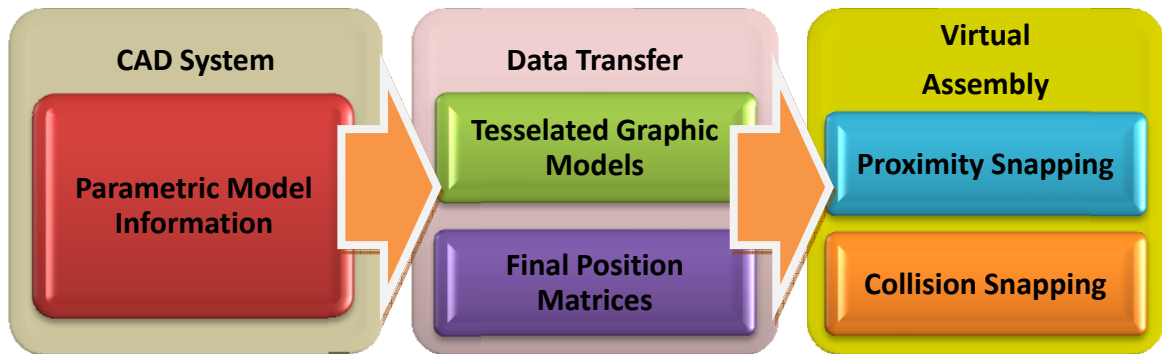 CAD System
Parametric Model
Information
Data Transfer
Tesselated Graphic
Models
Final Position
Matrices
Virtual
Assembly
Proximity Snapping
Collision Snapping